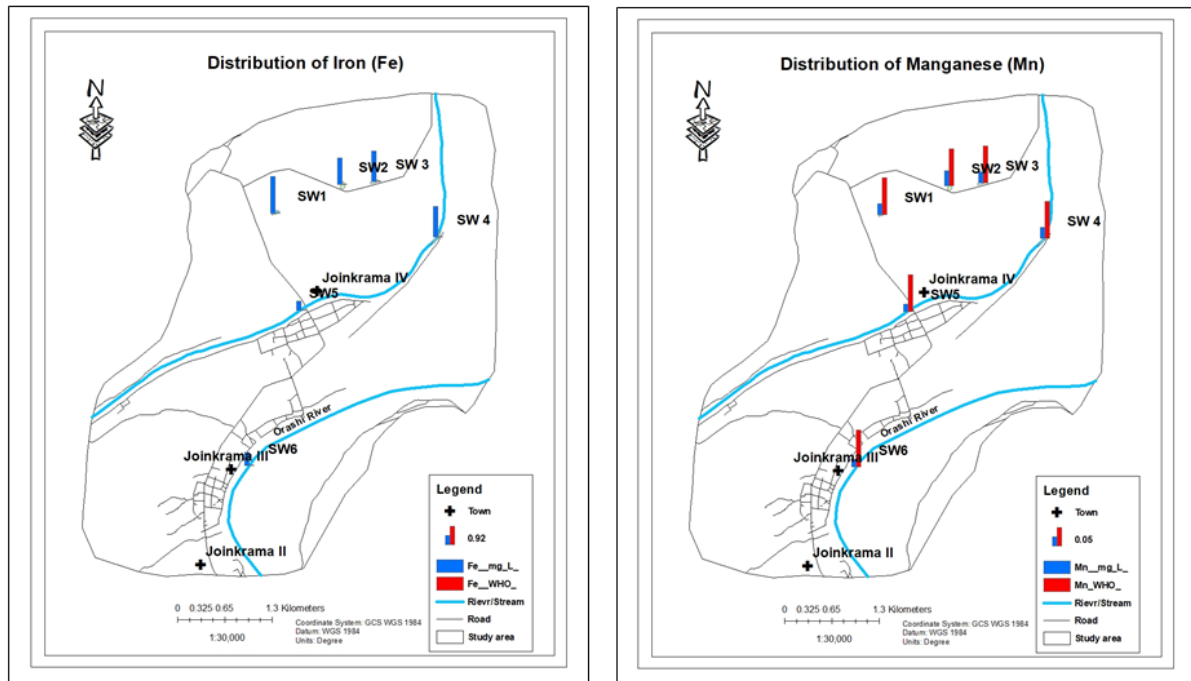 Distribution of Iron (Fe)
N
SW 3
SW2
SW1
SW 4
Joinkrama IV
SW5
Orashi River
SW6
Joinkrama III
Joinkrama II
Legend
Town
0.92
Fe__mg_L_
Fe__WHO_
Rievr/Stream
Road
Study area
0 0.325 0.65 1.3 Kilometers
Coordinate System: GCS WGS 1984
Datum: WGS 1984
Units: Degree
1:30,000
Distribution of Manganese (Mn)
N
SW 3
SW2
SW1
SW 4
Joinkrama IV
SW5
Orashi River
SW6
Joinkrama III
Joinkrama II
Legend
Town
0.05
Mn__mg_L_
Mn_WHO_
Rievr/Stream
Road
Study area
0 0.325 0.65 1.3 Kilometers
Coordinate System: GCS WGS 1984
Datum: WGS 1984
Units: Degree
1:30,000